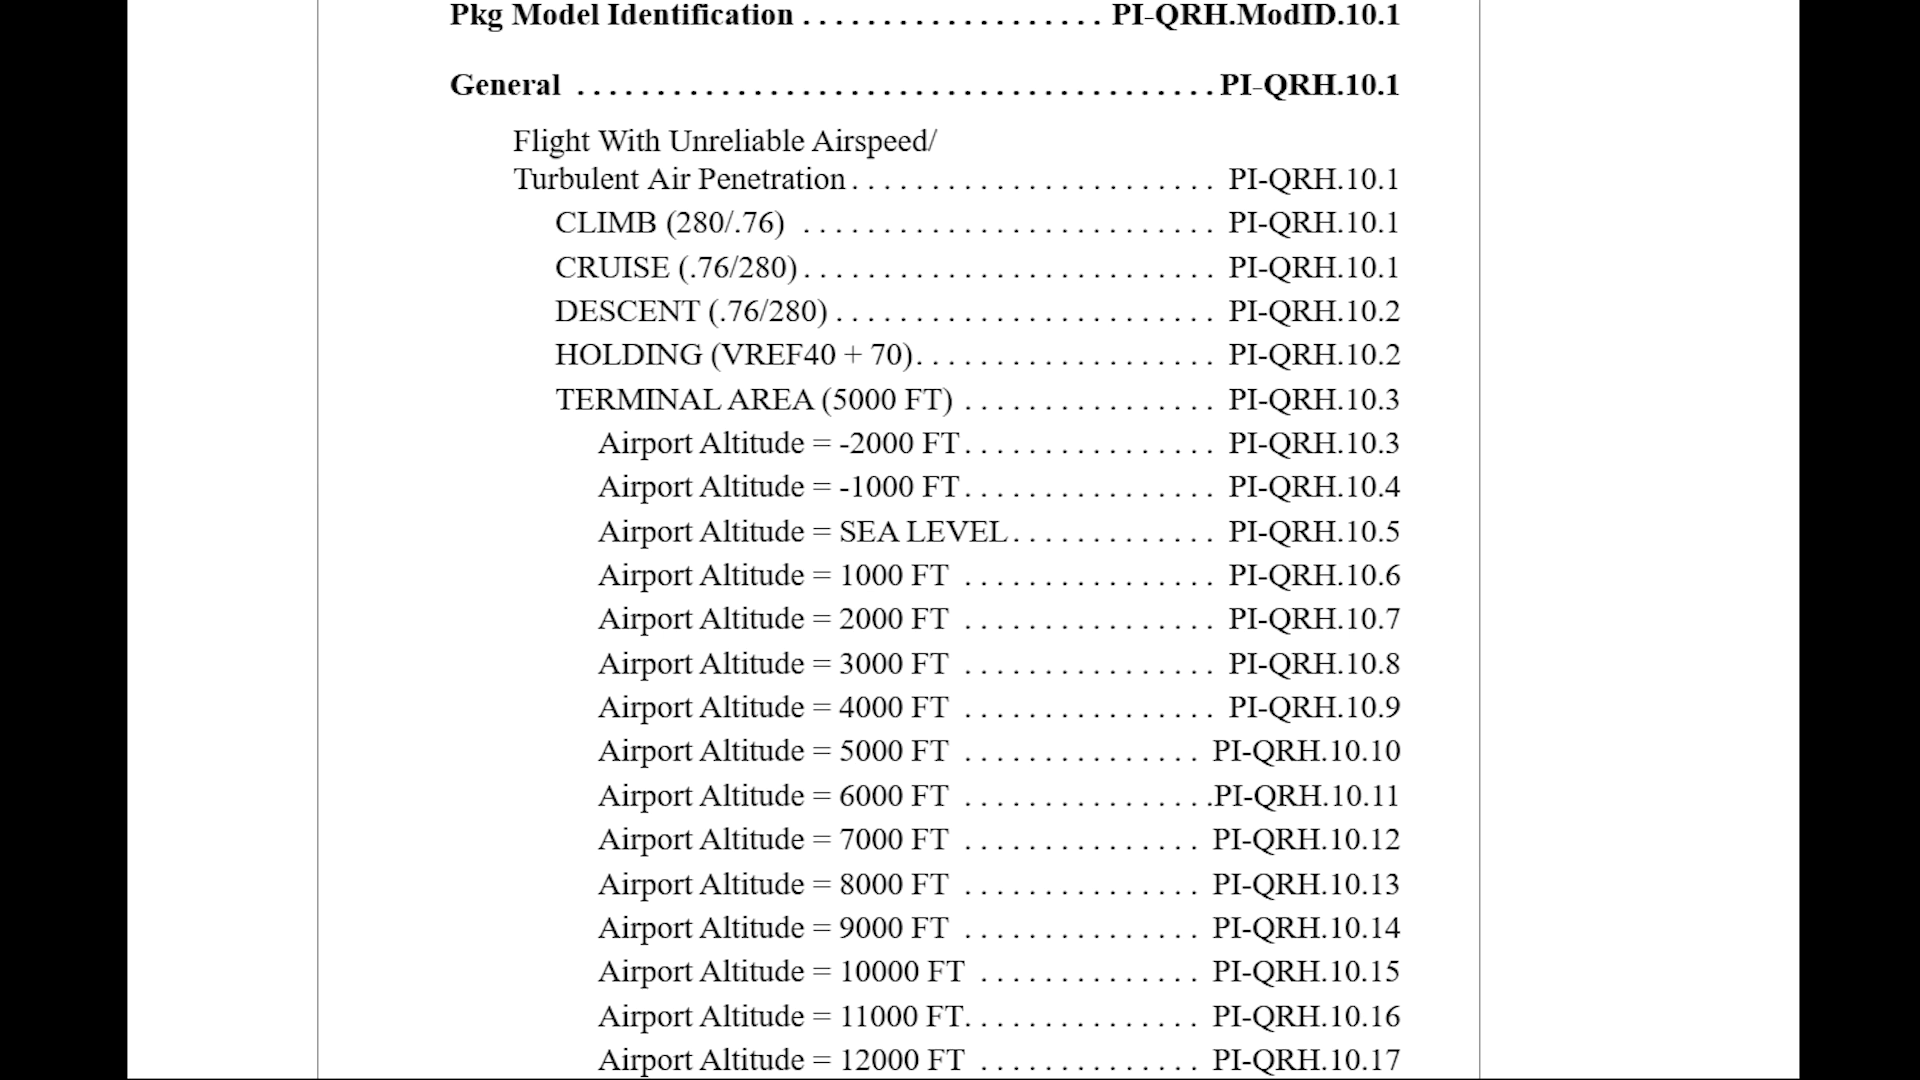 Pkg Model Identification . . . . . . . . . . . . . . . . . . . PI-QRH.ModID.10.1
General . . . . . . . . . . . . . . . . . . . . . . . . . . . . . . . . . . . . . . . . PI-QRH.10.1
Flight With Unreliable Airspeed/
Turbulent Air Penetration . . . . . . . . . . . . . . . . . . . . . . . PI-QRH.10.1
CLIMB (280/.76) . . . . . . . . . . . . . . . . . . . . . . . . . . PI-QRH.10.1
CRUISE (.76/280) . . . . . . . . . . . . . . . . . . . . . . . . . . PI-QRH.10.1
DESCENT (.76/280) . . . . . . . . . . . . . . . . . . . . . . . . PI-QRH.10.2
HOLDING (VREF40 + 70) . . . . . . . . . . . . . . . . . . . PI-QRH.10.2
TERMINAL AREA (5000 FT) . . . . . . . . . . . . . . . . PI-QRH.10.3
Airport Altitude = -2000 FT . . . . . . . . . . . . . . . . PI-QRH.10.3
Airport Altitude = -1000 FT . . . . . . . . . . . . . . . . PI-QRH.10.4
Airport Altitude = SEA LEVEL . . . . . . . . . . . . . PI-QRH.10.5
Airport Altitude = 1000 FT . . . . . . . . . . . . . . . . PI-QRH.10.6
Airport Altitude = 2000 FT . . . . . . . . . . . . . . . . PI-QRH.10.7
Airport Altitude = 3000 FT . . . . . . . . . . . . . . . . PI-QRH.10.8
Airport Altitude = 4000 FT . . . . . . . . . . . . . . . . PI-QRH.10.9
Airport Altitude = 5000 FT . . . . . . . . . . . . . . . PI-QRH.10.10
Airport Altitude = 6000 FT . . . . . . . . . . . . . . . .PI-QRH.10.11
Airport Altitude = 7000 FT . . . . . . . . . . . . . . . PI-QRH.10.12
Airport Altitude = 8000 FT . . . . . . . . . . . . . . . PI-QRH.10.13
Airport Altitude = 9000 FT . . . . . . . . . . . . . . . PI-QRH.10.14
Airport Altitude = 10000 FT . . . . . . . . . . . . . . PI-QRH.10.15
Airport Altitude = 11000 FT . . . . . . . . . . . . . . . PI-QRH.10.16
Airport Altitude = 12000 FT . . . . . . . . . . . . . . PI-QRH.10.17